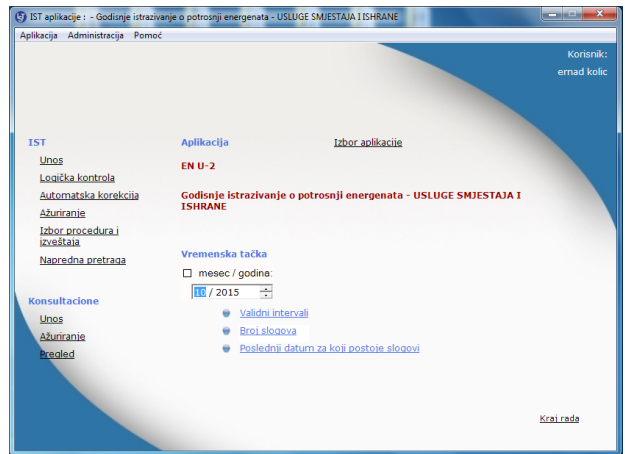 IST aplikacije : - Godisnje istrazivanje o potrosnji energenata - USLUGE SMJESTAJA I ISHRANE
Aplikacija Administracija Pomoć
Korisnik:
ernad kolic
IST
Unos
Logička kontrola
Automatska korekcija
Ažuriranje
Izbor procedura i
izveštaja
Napredna pretraga
Konsultacione
Unos
Ažuriranje
Pregled
Aplikacija Izbor aplikacije
EN U-2
Godisnje istrazivanje o potrosnji energenata - USLUGE SMJESTAJA I
ISHRANE
Vremenska tačka
mesec / godina:
10 / 2015
Validni intervali
Broj slogova
Poslednji datum za koji postoje slogovi
Kraj rada